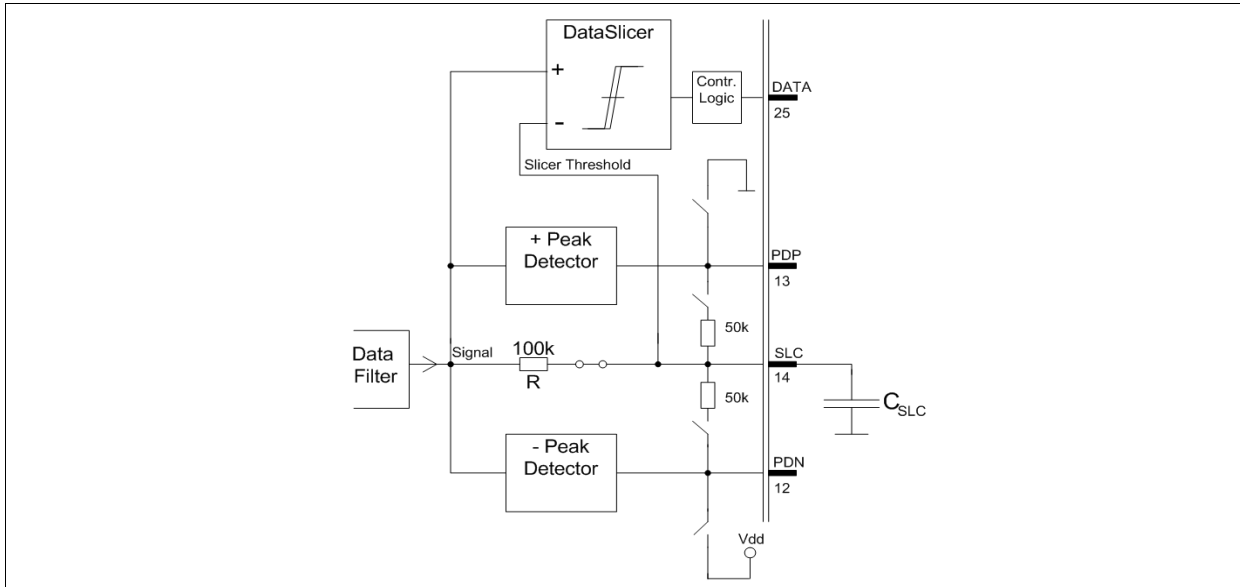 DataSlicer
+
-
Contr.
Logic
DATA
25
Slicer Threshold
+ Peak
Detector
PDP
13
50k
Data
Filter
Signal
100k
R
SLC
14
50k
CSLC
- Peak
Detector
PDN
12
Vdd